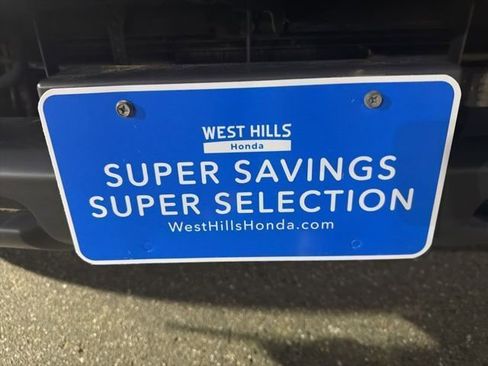 WEST HILLS
Honda
SUPER SAVINGS
SUPER SELECTION
WestHillsHonda.com